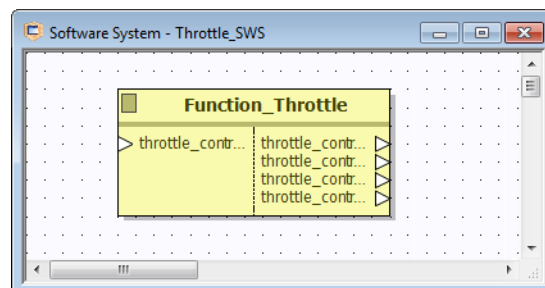 Software System - Throttle_SWS
Function_Throttle
throttle_contr... throttle_contr...
throttle_contr...
throttle_contr...
throttle_contr...